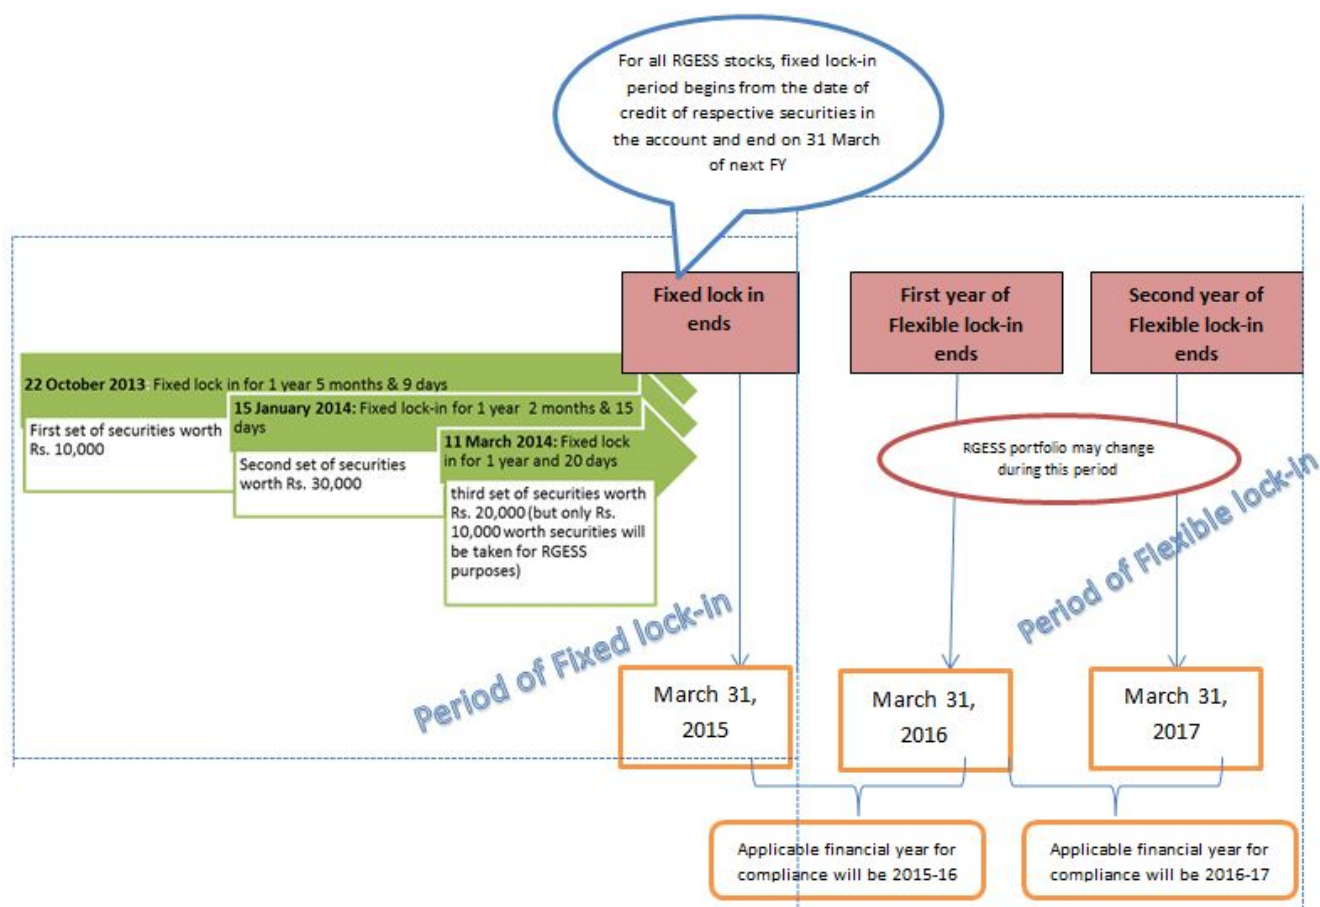 For all RGESS stocks, fixed lock-in
period begins from the date of
credit of respective securities in
the account and end on 31 March
of next FY
Fixed lock in
ends
First year of
Flexible lock-in
ends
Second year of
Flexible lock-in
ends
22 October 2013: Fixed lock in for 1 year 5 months & 9 days
First set of securities worth
Rs. 10,000
15 January 2014: Fixed lock-in for 1 year 2 months & 15
days
Second set of securities
worth Rs. 30,000
11 March 2014: Fixed lock
in for 1 year and 20 days
third set of securities worth
Rs. 20,000 (but only Rs.
10,000 worth securities will
be taken for RGESS
purposes)
RGESS portfolio may change
during this period
Period of Fixed lock-in
Period of Flexible lock-in
March 31,
2015
March 31,
2016
March 31,
2017
Applicable financial year for
compliance will be 2015-16
Applicable financial year for
compliance will be 2016-17